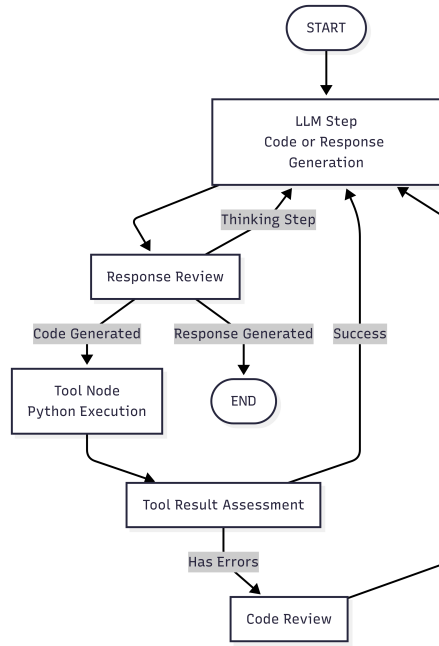 START
LLM Step
Code or Response
Generation
Thinking Step
Response Review
Code Generated
Response Generated
Success
Tool Node
Python Execution
END
Tool Result Assessment
Has Errors
Code Review